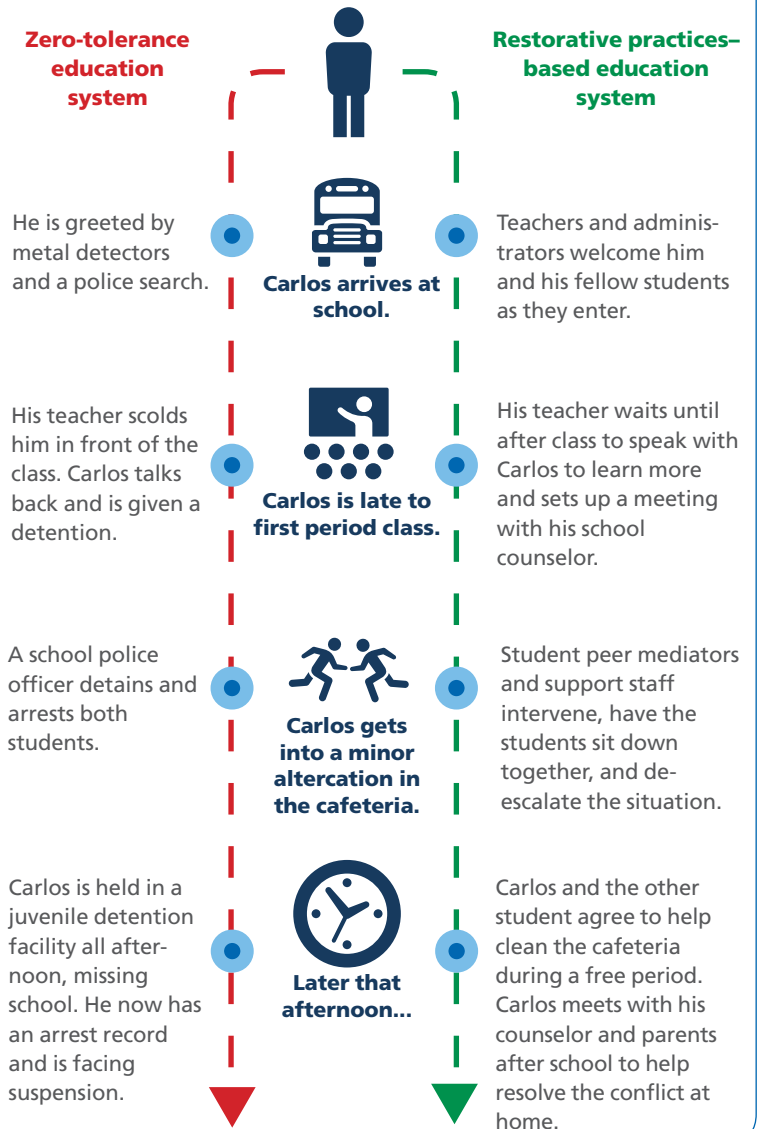 Zero-tolerance
education
system
Restorative practices–
based education
system
He is greeted by
metal detectors
and a police search.
Carlos arrives at
school.
Teachers and adminis-
trators welcome him
and his fellow students
as they enter.
His teacher scolds
him in front of the
class. Carlos talks
back and is given a
detention.
Carlos is late to
first period class.
His teacher waits until
after class to speak with
Carlos to learn more
and sets up a meeting
with his school
counselor.
A school police
officer detains and
arrests both
students.
Carlos gets
into a minor
altercation in
the cafeteria.
Student peer mediators
and support staff
intervene, have the
students sit down
together, and de-
escalate the situation.
Carlos is held in a
juvenile detention
facility all after-
noon, missing
school. He now has
an arrest record
and is facing
suspension.
Later that
afternoon...
Carlos and the other
student agree to help
clean the cafeteria
during a free period.
Carlos meets with his
counselor and parents
after school to help
resolve the conflict at
home.